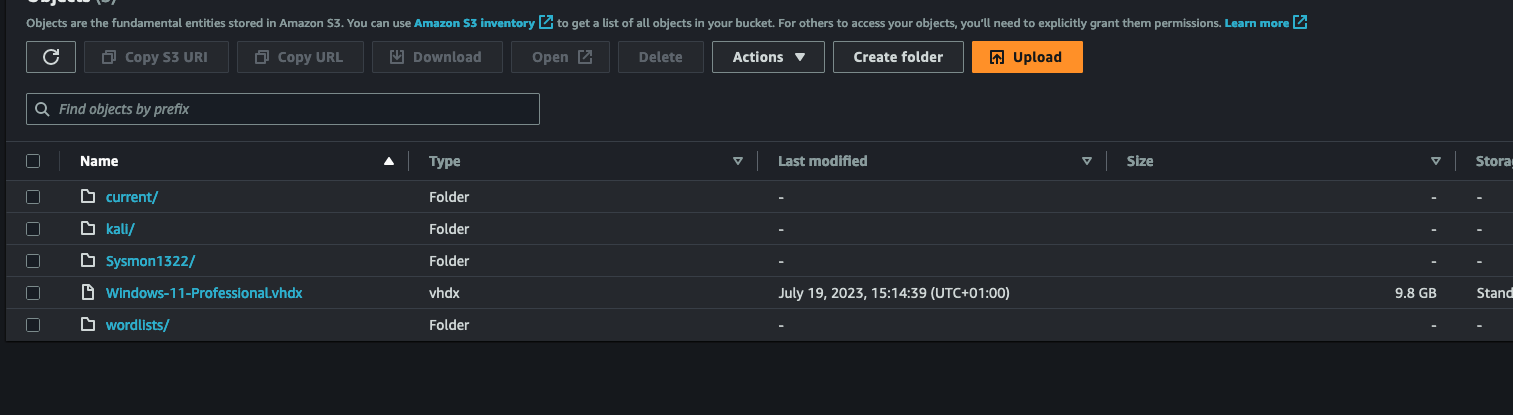 Objects (5)
Objects are the fundamental entities stored in Amazon S3. You can use Amazon S3 inventory to get a list of all objects in your bucket. For others to access your objects, you'll need to explicitly grant them permissions. Learn more
Copy S3 URI Copy URL Download Open Delete Actions Create folder Upload
Find objects by prefix
Name Type Last modified Size
current/ Folder - - -
kali/ Folder - - -
Sysmon1322/ Folder - - -
Windows-11-Professional.vhdx vhdx July 19, 2023, 15:14:39 (UTC+01:00) 9.8 GB
wordlists/ Folder - - -